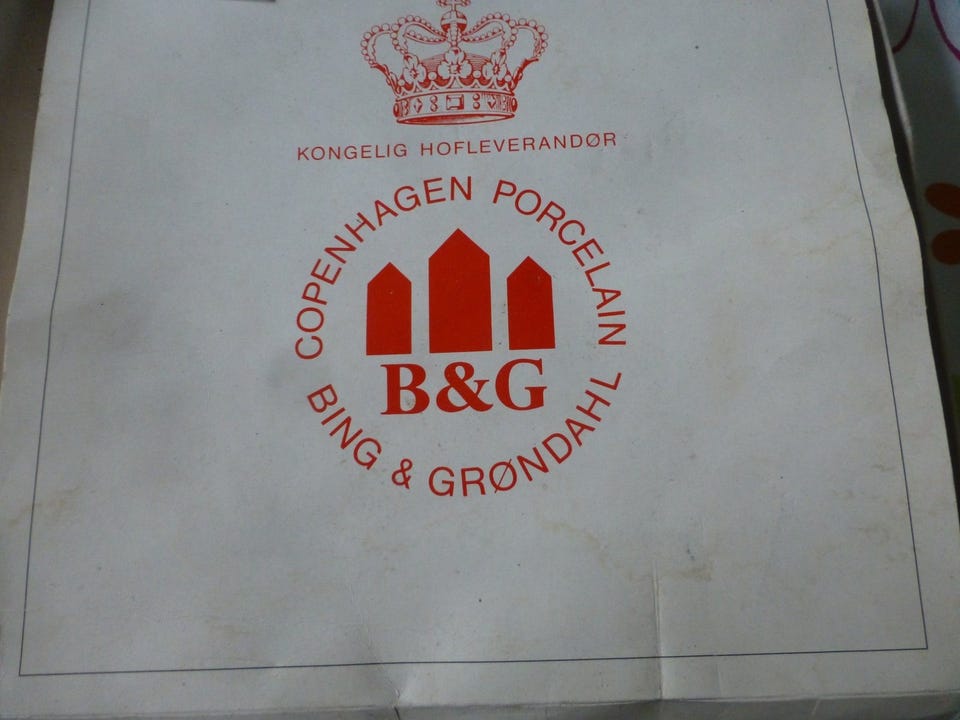 KONGELIG HOFLEVERANDØR
COPENHAGEN PORCELAIN
B&G
BING & GRØNDAHL